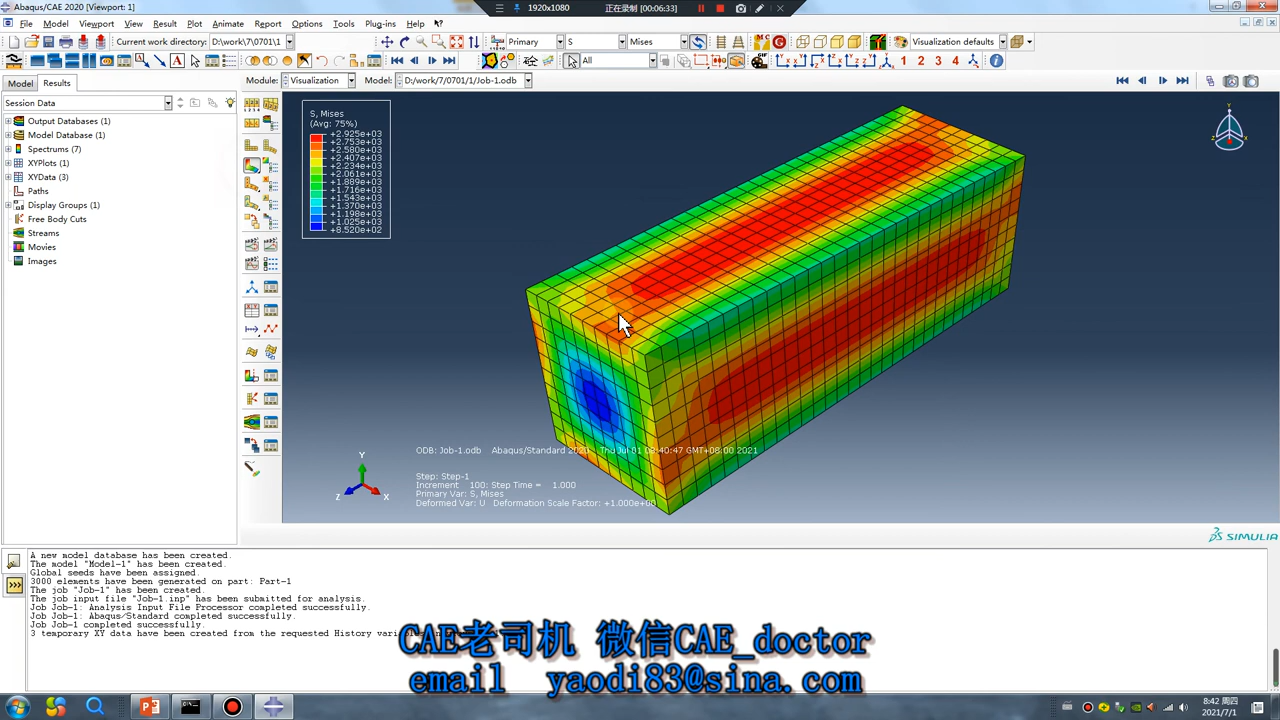 Abaqus/CAE 2020 [Viewport: 1]
1920x1080
正在录制
(00:06:33)
File Model Viewport View Result Plot Animate Report Options Tools Plug-ins Help
Current work directory: D:\work\7\0701\1
Primary S Mises
Visualization defaults
All
1 2 3 4
Model Results
Module: Visualization Model: D:/work/7/0701/1/Job-1.odb
Session Data
Output Databases (1)
Model Database (1)
Spectrums (7)
XYPlots (1)
XYData (3)
Paths
Display Groups (1)
Free Body Cuts
Streams
Movies
Images
S, Mises
(Avg: 75%)
+2.925e+03
+2.753e+03
+2.580e+03
+2.407e+03
+2.234e+03
+2.061e+03
+1.889e+03
+1.716e+03
+1.543e+03
+1.370e+03
+1.198e+03
+1.025e+03
+8.520e+02
Y
Z
X
ODB: Job-1.odb Abaqus/Standard 2020 Thu Jul 01 08:40:47 GMT+08:00 2021
Step: Step-1
Increment 100: Step Time = 1.000
Primary Var: S, Mises
Deformed Var: U Deformation Scale Factor: +1.000e+00
SIMULIA
A new model database has been created.
The model "Model-1" has been created.
Global seeds have been assigned.
3000 elements have been generated on part: Part-1
The job "Job-1" has been created.
The job input file "Job-1.inp" has been submitted for analysis.
Job Job-1: Analysis Input File Processor completed successfully.
Job Job-1: Abaqus/Standard completed successfully.
Job Job-1 completed successfully.
3 temporary XY data have been created from the requested History
CAE老司机 微信CAE_doctor
email yaodi83@sina.com
8:42 周四
2021/7/1